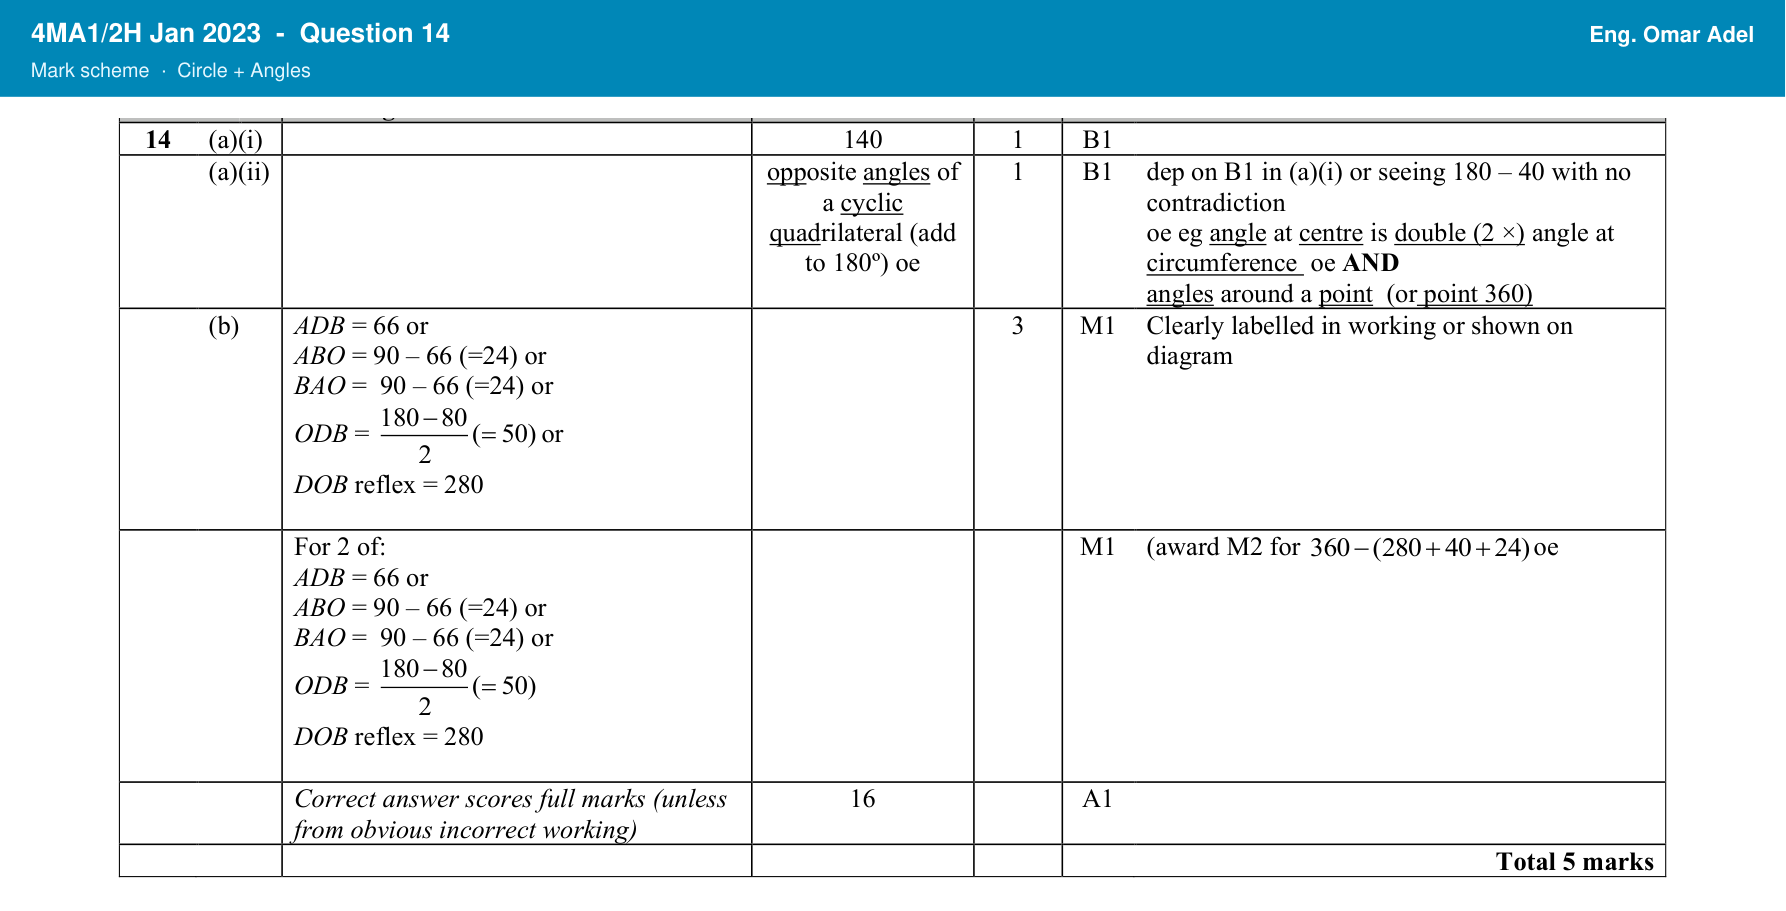 4MA1/2H Jan 2023 - Question 14
Eng. Omar Adel
Mark scheme · Circle + Angles
14 (a)(i) 140 1 B1
(a)(ii) opposite angles of 1 B1 dep on B1 in (a)(i) or seeing 180 – 40 with no
a cyclic contradiction
quadrilateral (add oe eg angle at centre is double (2 ×) angle at
to 180º) oe circumference oe AND
angles around a point (or point 360)
(b) ADB = 66 or 3 M1 Clearly labelled in working or shown on
ABO = 90 – 66 (=24) or diagram
BAO = 90 – 66 (=24) or
ODB = (180 – 80)/2 (= 50) or
DOB reflex = 280
For 2 of: M1 (award M2 for 360 – (280 + 40 + 24) oe
ADB = 66 or
ABO = 90 – 66 (=24) or
BAO = 90 – 66 (=24) or
ODB = (180 – 80)/2 (= 50)
DOB reflex = 280
Correct answer scores full marks (unless 16 A1
from obvious incorrect working)
Total 5 marks